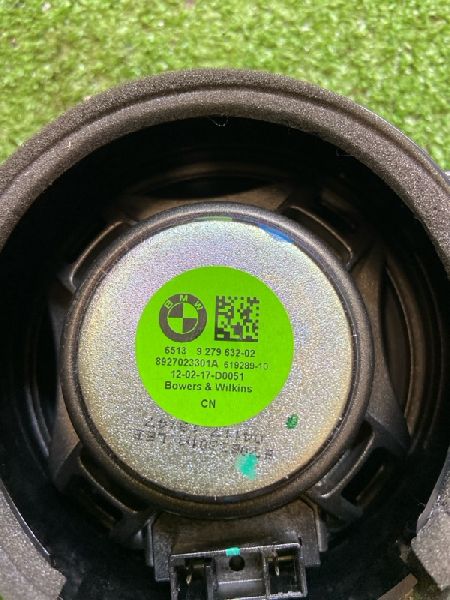 BMW
6513 9 279 632-02
8927023301A 619289-10
12-02-17-D0051
Bowers & Wilkins
CN